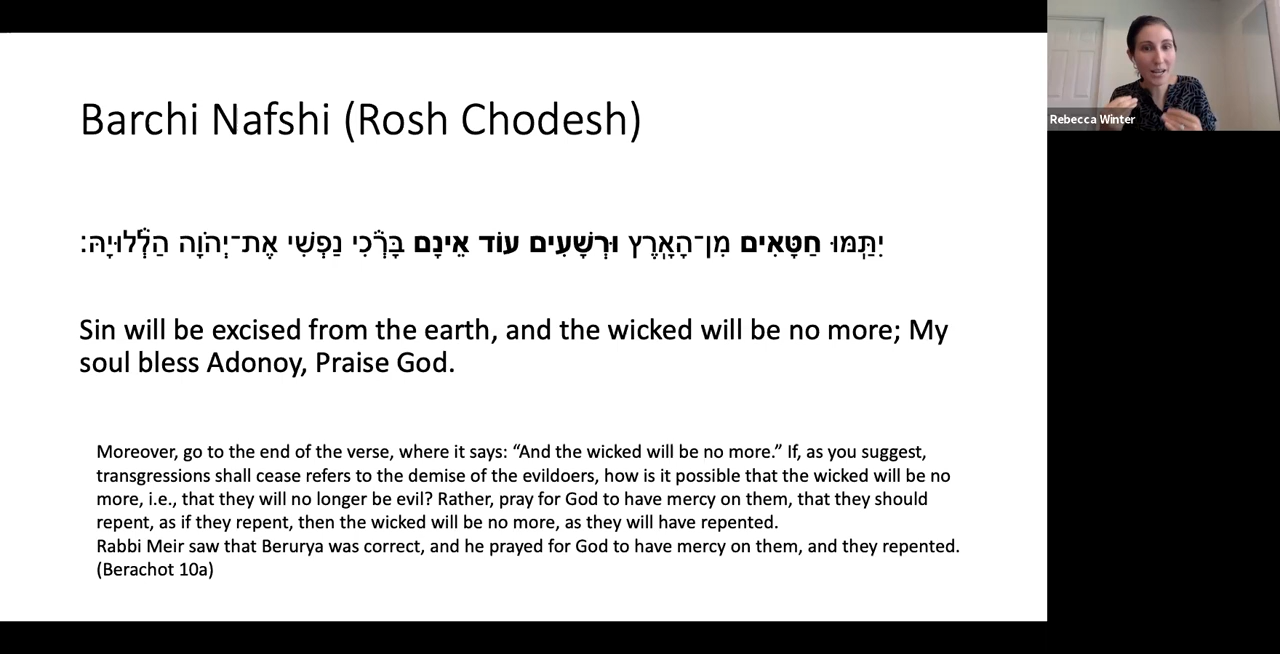 Barchi Nafshi (Rosh Chodesh)
יִתַּ֤מּוּ חַטָּאִ֨ים מִן־הָאָ֡רֶץ וּרְשָׁעִ֤ים ע֥וֹד אֵינָ֗ם בָּרֲכִ֣י נַ֭פְשִׁי אֶת־יְהוָ֗ה הַֽלְלוּיָֽהּ׃
Sin will be excised from the earth, and the wicked will be no more; My
soul bless Adonoy, Praise God.
Moreover, go to the end of the verse, where it says: “And the wicked will be no more.” If, as you suggest,
transgressions shall cease refers to the demise of the evildoers, how is it possible that the wicked will be no
more, i.e., that they will no longer be evil? Rather, pray for God to have mercy on them, that they should
repent, as if they repent, then the wicked will be no more, as they will have repented.
Rabbi Meir saw that Berurya was correct, and he prayed for God to have mercy on them, and they repented.
(Berachot 10a)
Rebecca Winter